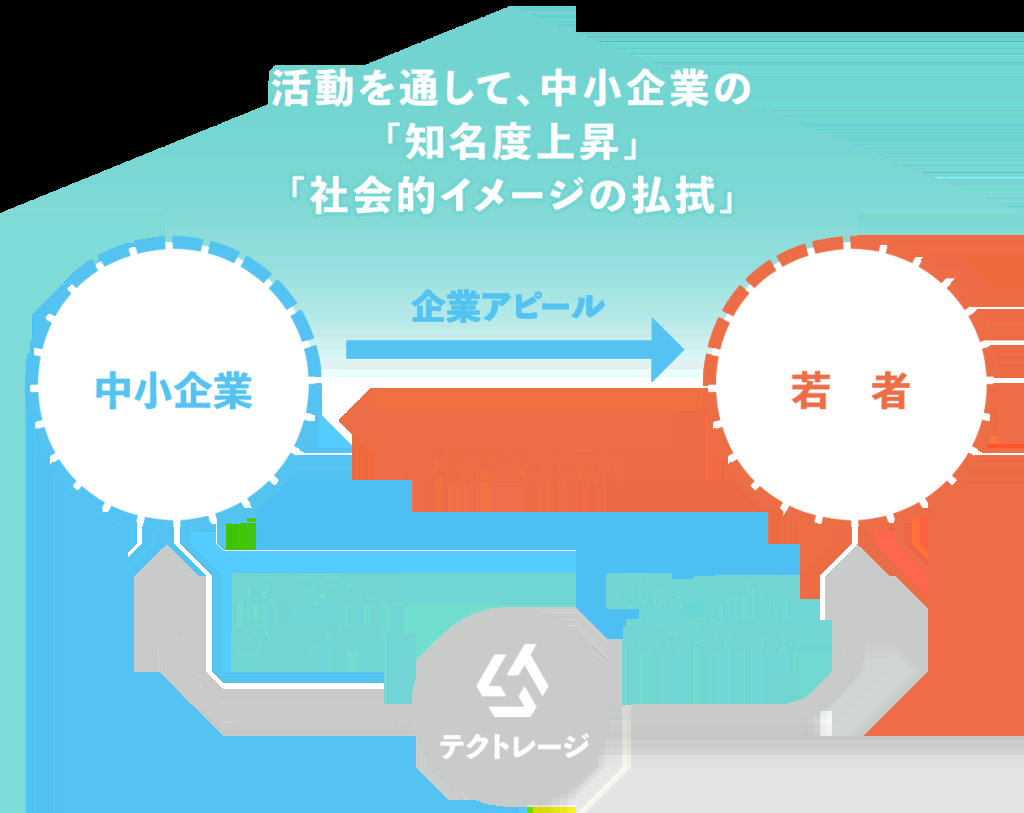 活動を通して、中小企業の
「知名度上昇」
「社会的イメージの払拭」
企業アピール
中小企業
若　者
テクトレージ